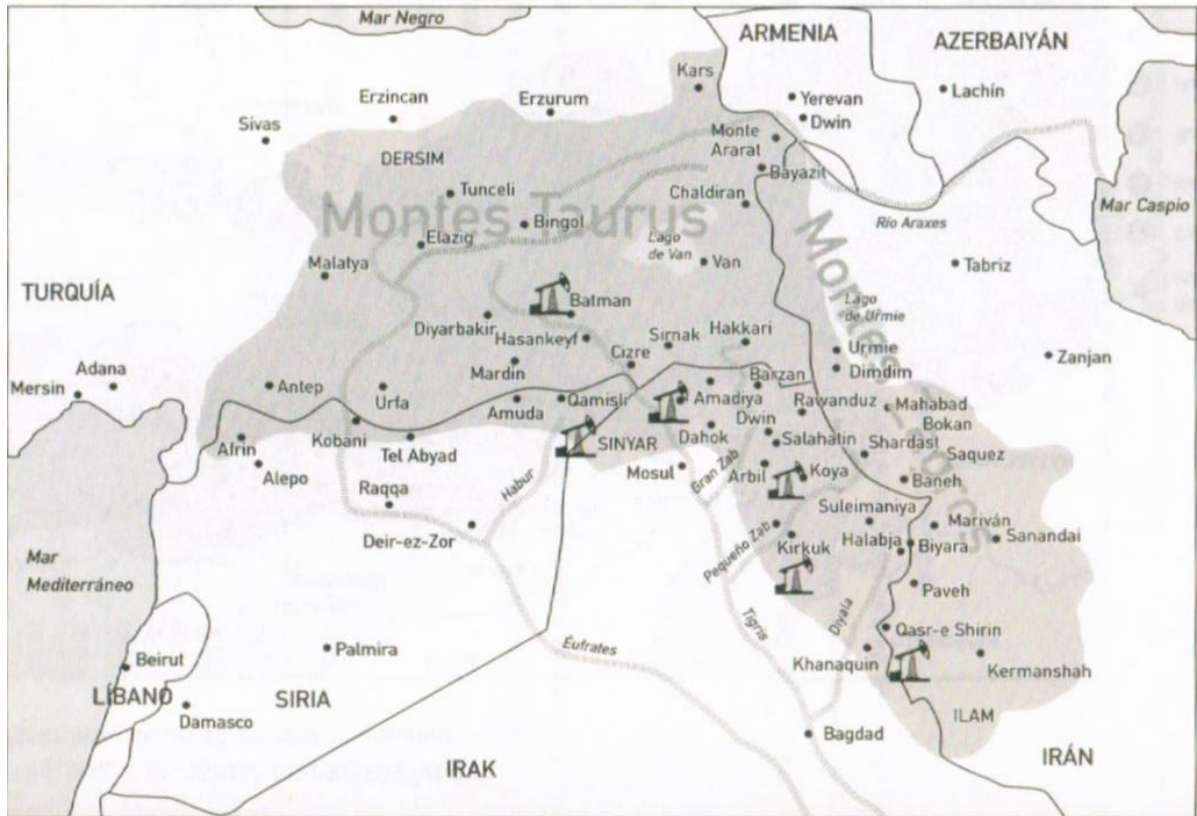 Mar Negro
ARMENIA
AZERBAIYÁN
Kars
Erzincan
Erzurum
Yerevan
Lachín
Sivas
Dwin
Monte
Ararat
DERSIM
Bayazit
Tunceli
Chaldiran
Mar Caspio
Montes Taurus
Río Araxes
Bingol
Elazig
Lago
de Van
Van
Tabriz
Malatya
TURQUÍA
Montes Zagros
Lago
de Urmie
Batman
Diyarbakir
Hasankeyf
Sirnak
Hakkari
Urmie
Zanjan
Cizre
Dimdim
Mardin
Adana
Mersin
Antep
Urfa
Barzan
Amuda
Qamisli
Amadiya
Rawanduz
Mahabad
Bokan
Kobani
Dahok
Dwin
Salahatin
Shardast
Afrin
Tel Abyad
SINYAR
Saquez
Alepo
Mosul
Gran Zab
Arbil
Koya
Baneh
Raqqa
Habur
Suleimaniya
Deir-ez-Zor
Mariván
Sanandai
Pequeño Zab
Kirkuk
Halabja
Biyara
Mar
Mediterráneo
Paveh
Tigris
Diyala
Qasr-e Shirin
Palmira
Éufrates
Khanaquin
Kermanshah
Beirut
LÍBANO
SIRIA
Damasco
ILAM
Bagdad
IRAK
IRÁN